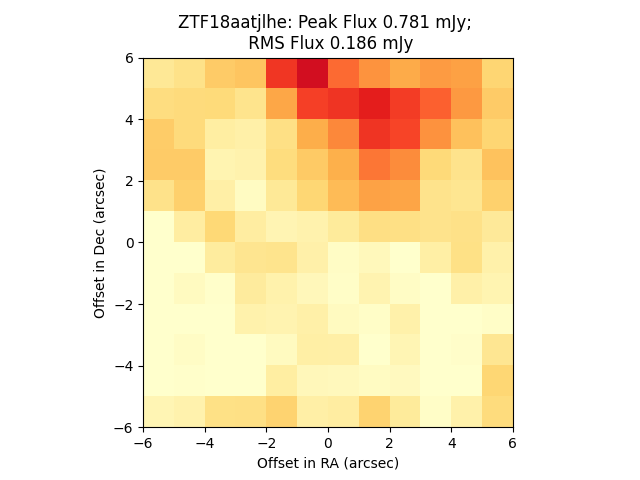 ZTF18aatjlhe: Peak Flux 0.781 mJy;
RMS Flux 0.186 mJy
6
4
2
0
−2
−4
−6
Offset in Dec (arcsec)
−6 −4 −2 0 2 4 6
Offset in RA (arcsec)